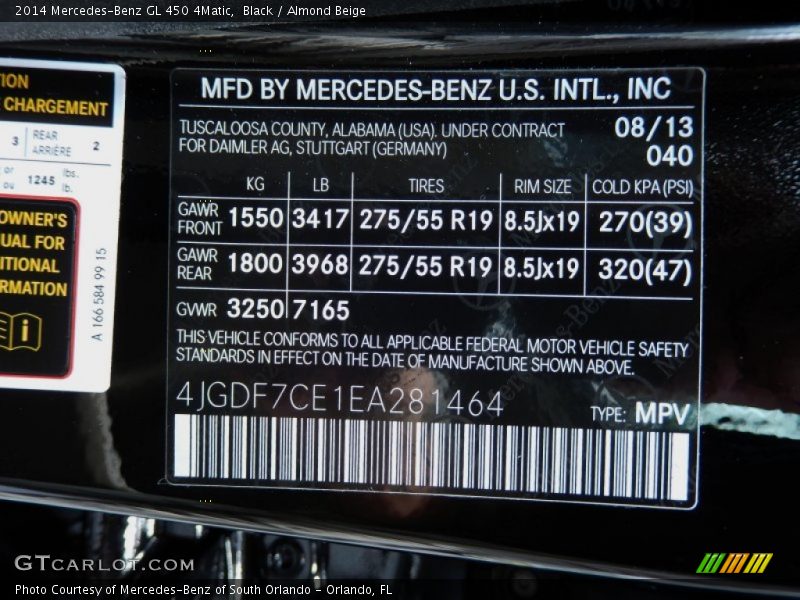 2014 Mercedes-Benz GL 450 4Matic, Black / Almond Beige
TION
CHARGEMENT
3 REAR ARRIÈRE 2
or ou 1245 lbs. lb.
OWNER'S
UAL FOR
ITIONAL
RMATION
A 166 584 99 15
MFD BY MERCEDES-BENZ U.S. INTL., INC
TUSCALOOSA COUNTY, ALABAMA (USA). UNDER CONTRACT 08/13
FOR DAIMLER AG, STUTTGART (GERMANY) 040
KG LB TIRES RIM SIZE COLD KPA (PSI)
GAWR FRONT 1550 3417 275/55 R19 8.5Jx19 270(39)
GAWR REAR 1800 3968 275/55 R19 8.5Jx19 320(47)
GVWR 3250 7165
THIS VEHICLE CONFORMS TO ALL APPLICABLE FEDERAL MOTOR VEHICLE SAFETY
STANDARDS IN EFFECT ON THE DATE OF MANUFACTURE SHOWN ABOVE.
4JGDF7CE1EA281464 TYPE: MPV
GTCARLOT.COM
Photo Courtesy of Mercedes-Benz of South Orlando - Orlando, FL